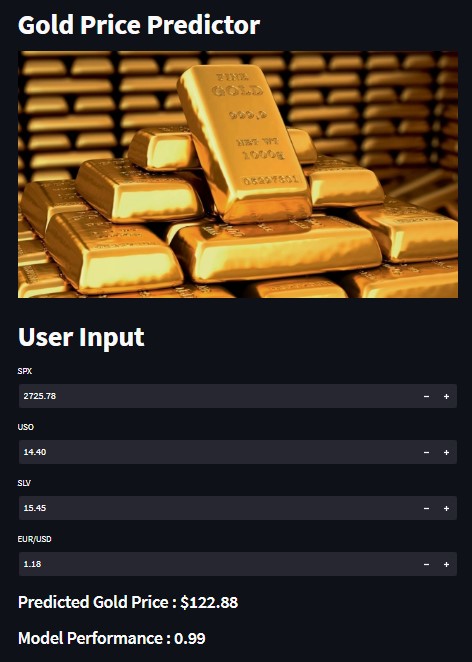 Gold Price Predictor
FINE
GOLD
999,9
NET WT
1000g
User Input
SPX
2725.78
USO
14.40
SLV
15.45
EUR/USD
1.18
Predicted Gold Price : $122.88
Model Performance : 0.99